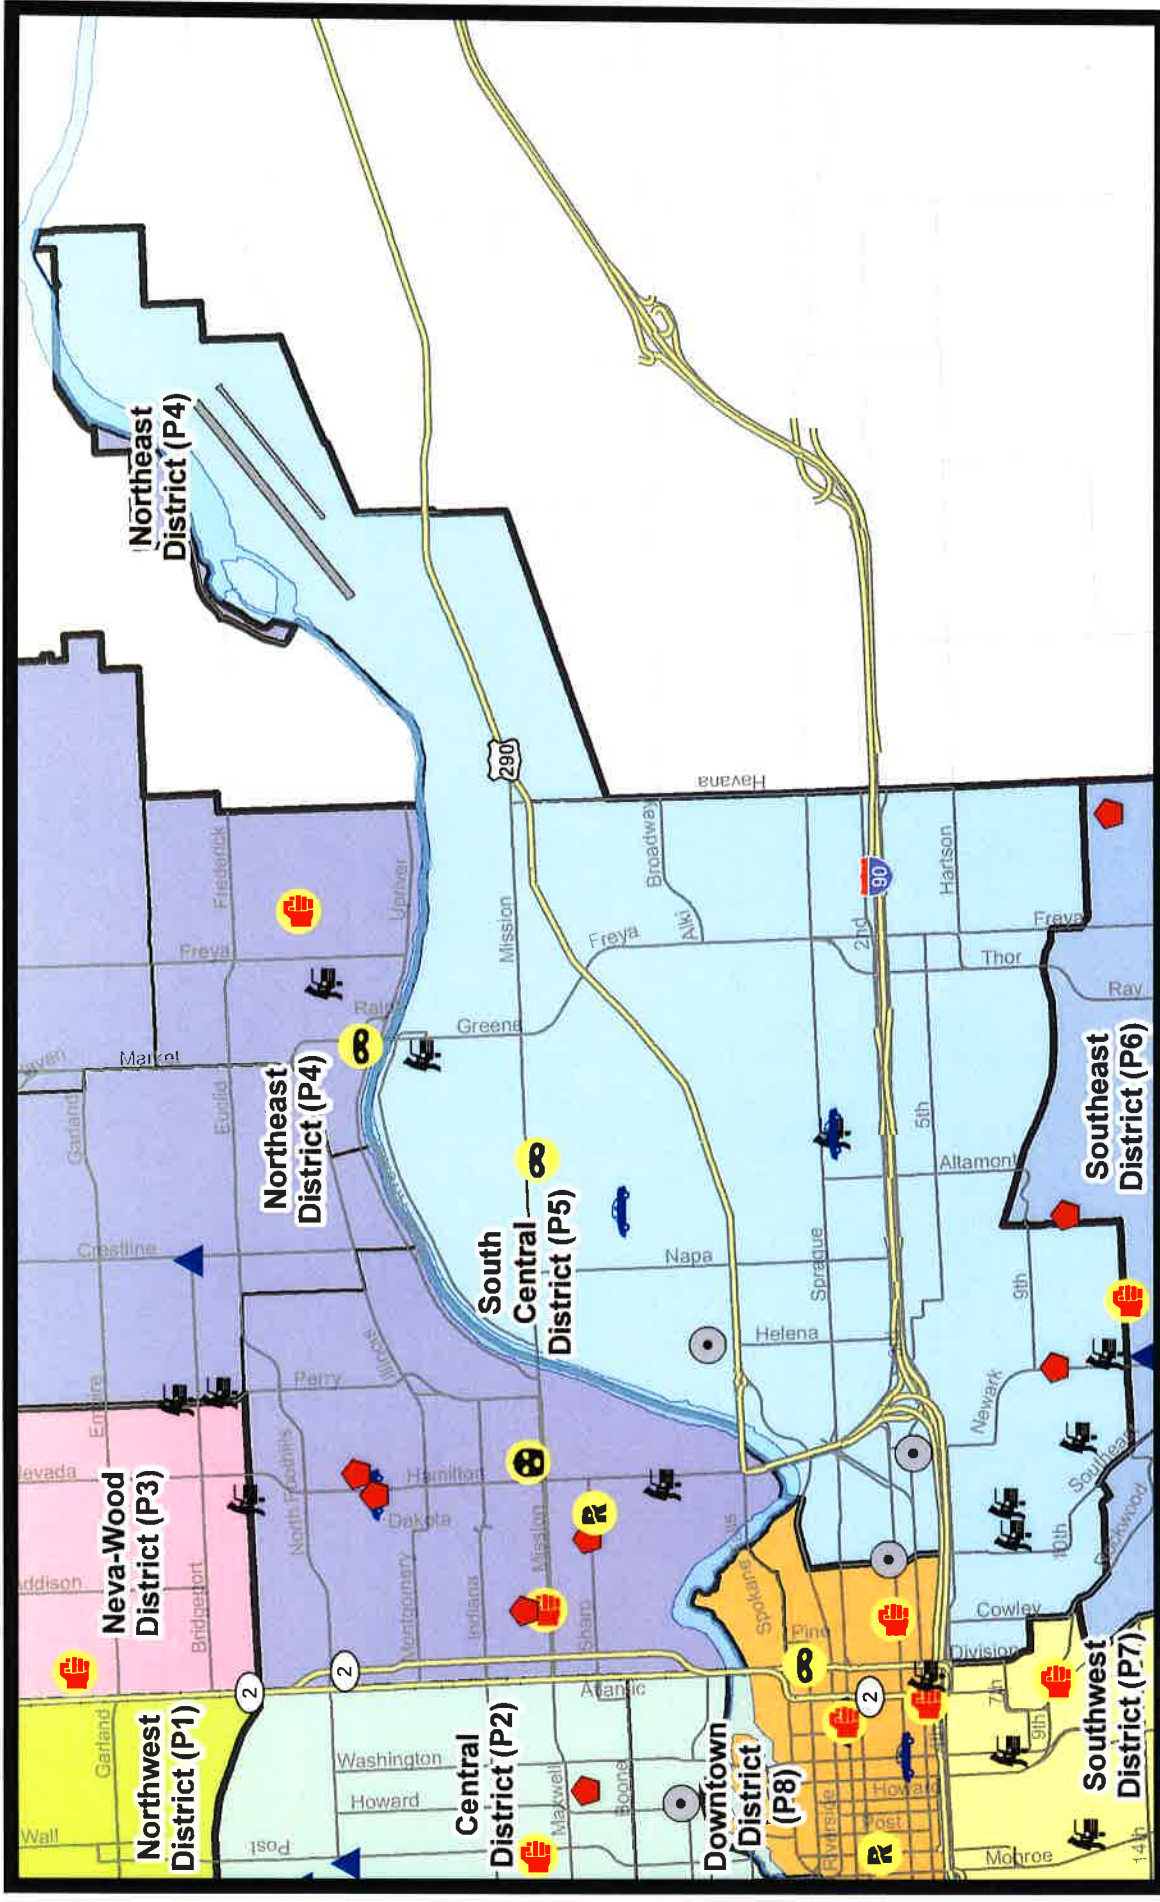 Northeast
District (P4)
Northeast
District (P4)
Neva-Wood
District (P3)
Northwest
District (P1)
Central
District (P2)
South
Central
District (P5)
Downtown
District
(P8)
Southeast
District (P6)
Southwest
District (P7)
290
90
2
2
2
Havana
Frederick
Upriver
Freya
Market
Euclid
Garland
Crestline
Greene
Mission
Freya
Broadway
Alki
2nd
Hartson
Freya
Thor
Ray
5th
Altamont
Napa
Sprague
Helena
9th
Newark
10th
Rockwood
Cowley
Division
7th
9th
14th
Monroe
Perry
Illinois
Empire
North Foothills
Hamilton
Dakota
Montgomery
Indiana
Mission
Bridgeport
Garland
Wall
Post
Washington
Howard
Maxwell
Boone
Atlantic
Sharp
Spokane Falls
Pine
Riverside
Howard
Post